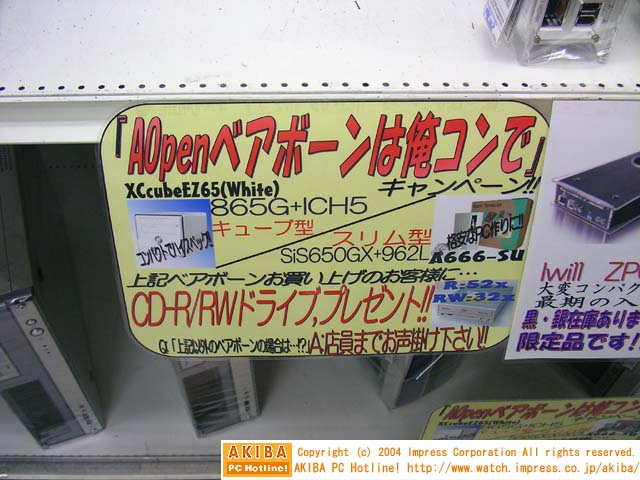 「AOpenベアボーンは俺コンで」
キャンペーン!!
XCcubeEZ65(White)
865G+ICH5
キューブ型
コンパクトでハイスペック!
スリム型
SiS650GX+962L
格安なPC作りに!!
A666-SU
上記ベアボーンお買い上げのお客様に…
CD-R/RWドライブ,プレゼント!!
R:52x
RW:32x
Q:「上記以外のベアボーンの場合は…!?」A:店員までお声掛け下さい!!
Iwill ZP
大変コンパク
最期の入
黒・銀在庫ありま
限定品です!
「AOpenベアボーンは俺コン
XCcubeEZ65(White)
865G+ICH5
AKIBA
PC Hotline!
Copyright (c) 2004 Impress Corporation All rights reserved.
AKIBA PC Hotline! http://www.watch.impress.co.jp/akiba/